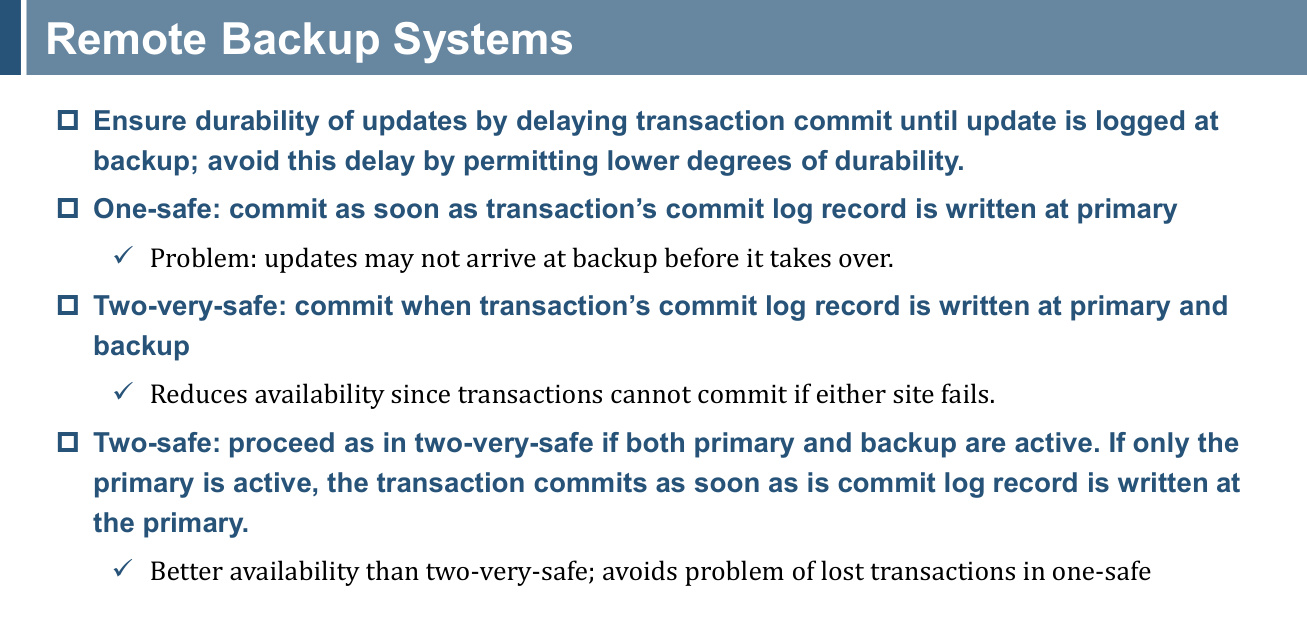 Remote Backup Systems
Ensure durability of updates by delaying transaction commit until update is logged at
backup; avoid this delay by permitting lower degrees of durability.
One-safe: commit as soon as transaction’s commit log record is written at primary
Problem: updates may not arrive at backup before it takes over.
Two-very-safe: commit when transaction’s commit log record is written at primary and
backup
Reduces availability since transactions cannot commit if either site fails.
Two-safe: proceed as in two-very-safe if both primary and backup are active. If only the
primary is active, the transaction commits as soon as is commit log record is written at
the primary.
Better availability than two-very-safe; avoids problem of lost transactions in one-safe